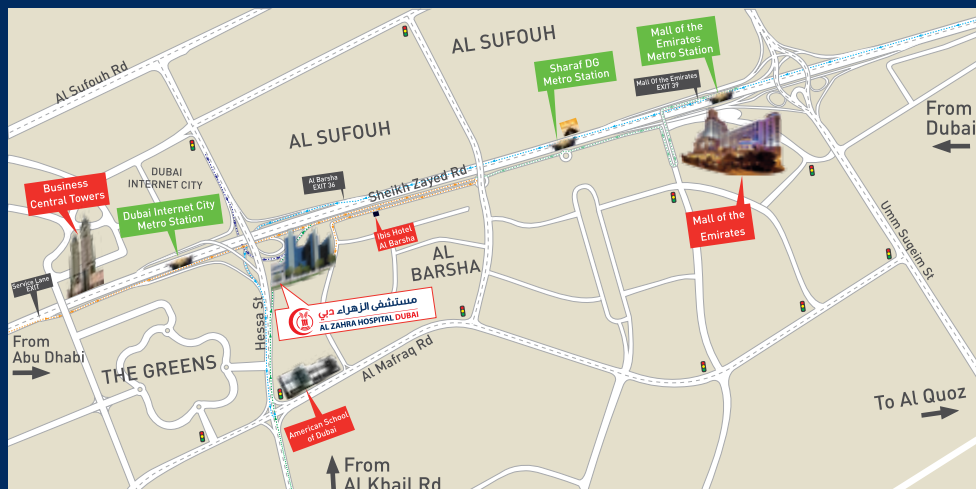 AL SUFOUH
Mall of the
Emirates
Metro Station
Sharaf DG
Metro Station
Mall Of the Emirates
EXIT 39
Al Sufouh Rd
From
Dubai
AL SUFOUH
DUBAI
INTERNET CITY
Al Barsha
EXIT 36
Sheikh Zayed Rd
Business
Central Towers
Dubai Internet City
Metro Station
Mall of the
Emirates
Umm Suqeim St
Ibis Hotel
Al Barsha
AL
BARSHA
Service Lane
EXIT
مستشفى الزهراء دبي
AL ZAHRA HOSPITAL DUBAI
Hessa St
From
Abu Dhabi
THE GREENS
Al Mafraq Rd
To Al Quoz
American School
of Dubai
From
Al Khail Rd